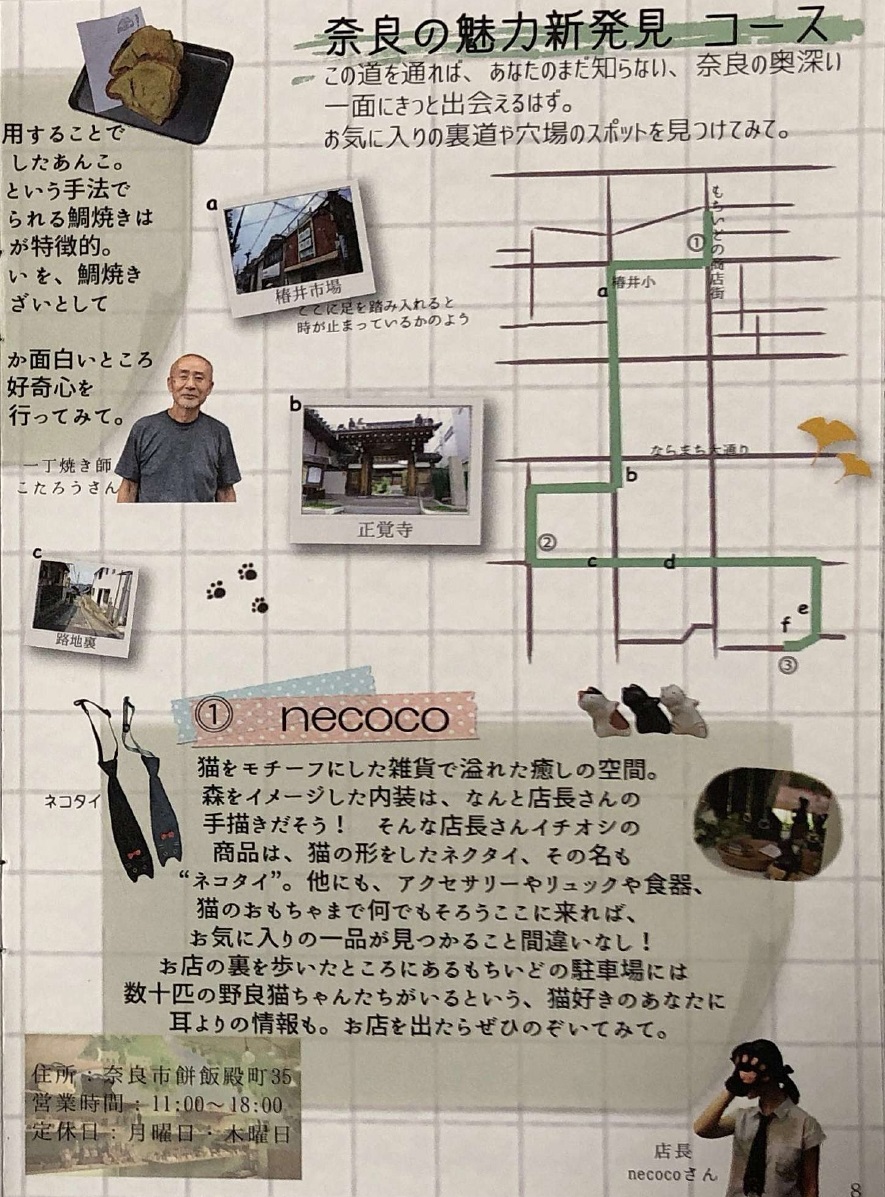 奈良の魅力新発見 コース
この道を通れば、あなたのまだ知らない、奈良の奥深い
一面にきっと出会えるはず。
お気に入りの裏道や穴場のスポットを見つけてみて。
用することで
したあんこ。
という手法で
られる鯛焼きは
が特徴的。
いを、鯛焼き
ざいとして
か面白いところ
好奇心を
行ってみて。
一丁焼き師
こたろうさん
a
椿井市場
ここに足を踏み入れると
時が止まっているかのよう
b
正覚寺
c
路地裏
もちいどの商店街
①
a
椿井小
ならまち大通り
b
②
c
d
e
f
③
① necoco
ネコタイ
猫をモチーフにした雑貨で溢れた癒しの空間。
森をイメージした内装は、なんと店長さんの
手描きだそう! そんな店長さんイチオシの
商品は、猫の形をしたネクタイ、その名も
“ネコタイ”。他にも、アクセサリーやリュックや食器、
猫のおもちゃまで何でもそろうここに来れば、
お気に入りの一品が見つかること間違いなし!
お店の裏を歩いたところにあるもちいどの駐車場には
数十匹の野良猫ちゃんたちがいるという、猫好きのあなたに
耳よりの情報も。お店を出たらぜひのぞいてみて。
住所:奈良市餅飯殿町35
営業時間:11:00~18:00
定休日:月曜日・木曜日
店長
necocoさん
8